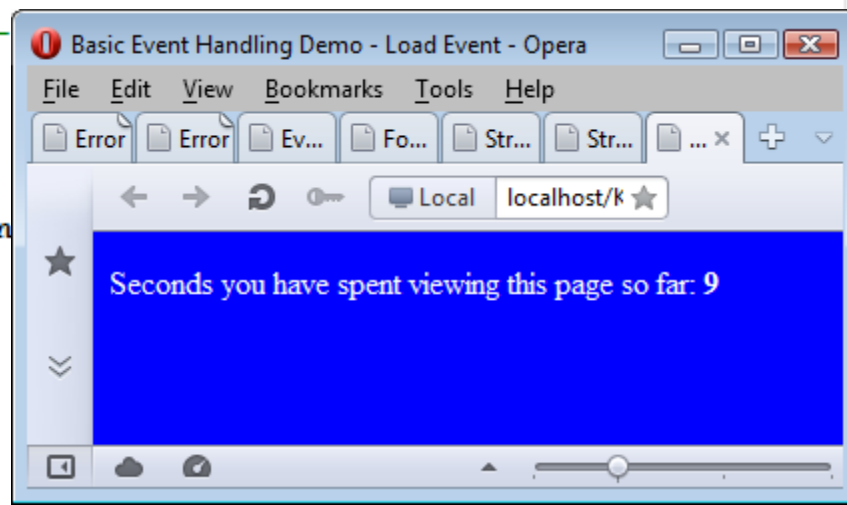 Basic Event Handling Demo - Load Event - Opera
File Edit View Bookmarks Tools Help
Error Error Ev... Fo... Str... Str... ...
Local localhost/K
Seconds you have spent viewing this page so far: 9